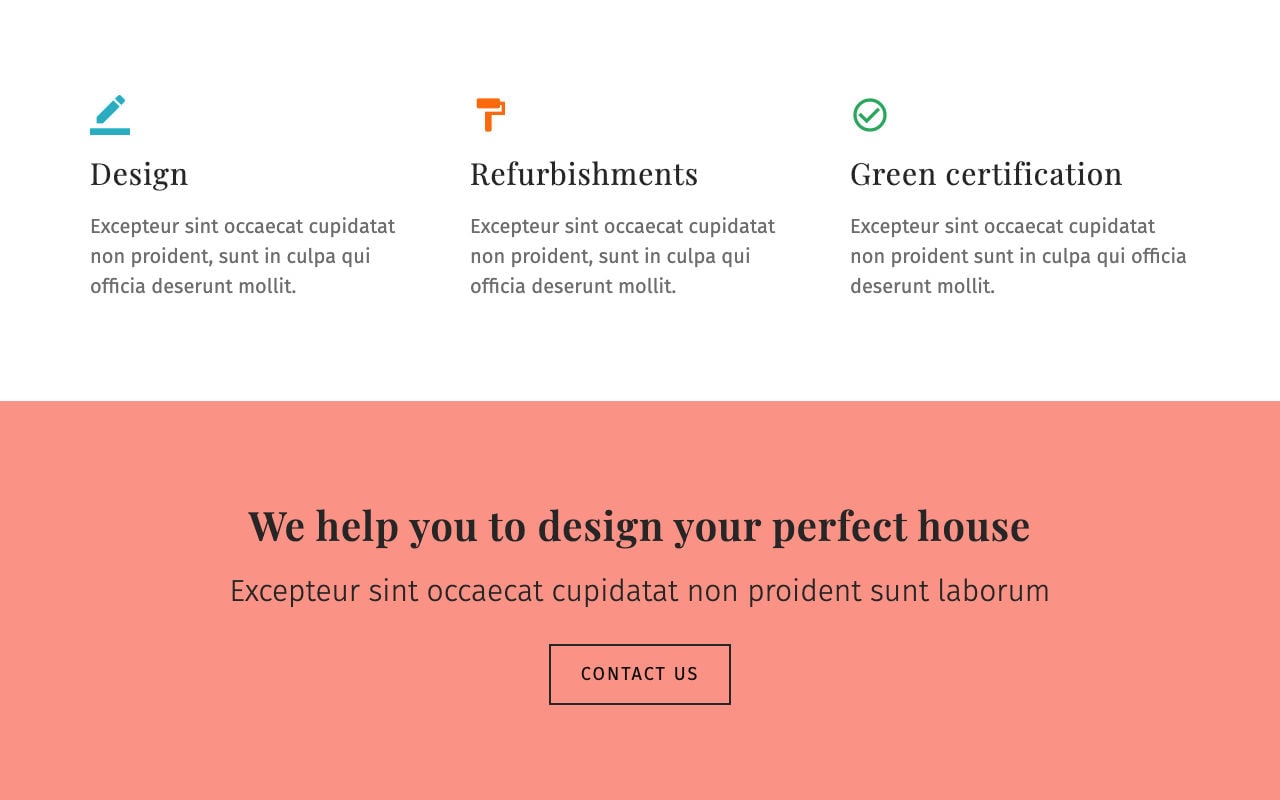 Design
Excepteur sint occaecat cupidatat
non proident, sunt in culpa qui
officia deserunt mollit.
Refurbishments
Excepteur sint occaecat cupidatat
non proident, sunt in culpa qui
officia deserunt mollit.
Green certification
Excepteur sint occaecat cupidatat
non proident sunt in culpa qui officia
deserunt mollit.
We help you to design your perfect house
Excepteur sint occaecat cupidatat non proident sunt laborum
CONTACT US